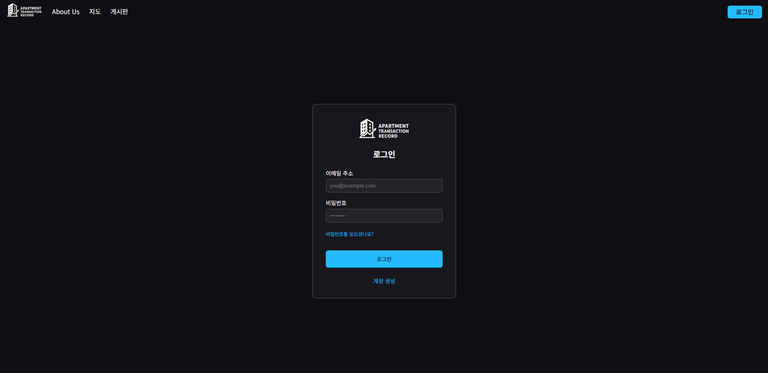 APARTMENT
TRANSACTION
RECORD
About Us 지도 게시판
로그인
APARTMENT
TRANSACTION
RECORD
로그인
이메일 주소
you@example.com
비밀번호
••••••••
비밀번호를 잊으셨나요?
로그인
계정 생성